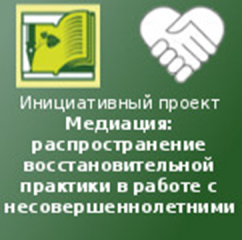 Инициативный проект
Медиация:
распространение
восстановительной
практики в работе с
несовершеннолетними